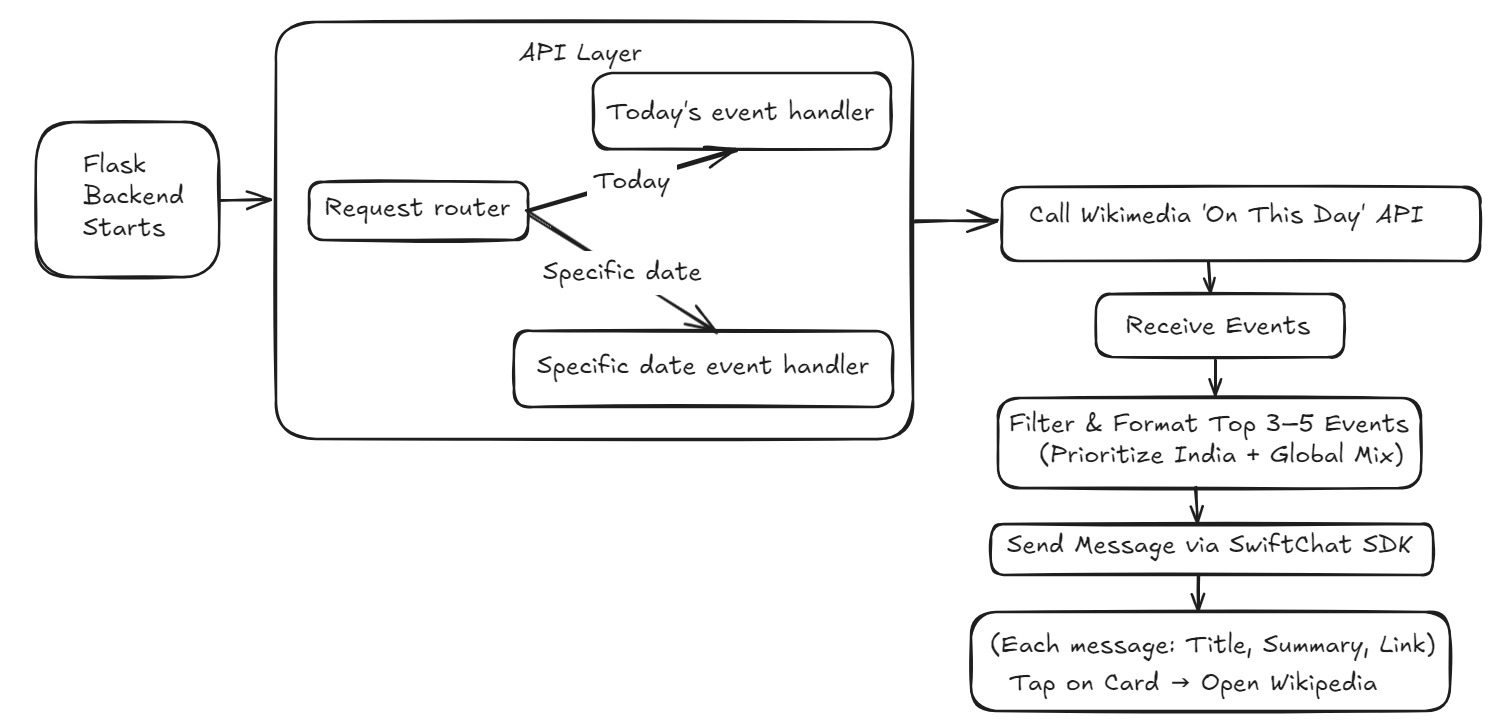 API Layer
Today's event handler
Flask
Backend
Starts
Request router
Today
Specific date
Specific date event handler
Call Wikimedia 'On This Day' API
Receive Events
Filter & Format Top 3–5 Events
(Prioritize India + Global Mix)
Send Message via SwiftChat SDK
(Each message: Title, Summary, Link)
Tap on Card → Open Wikipedia